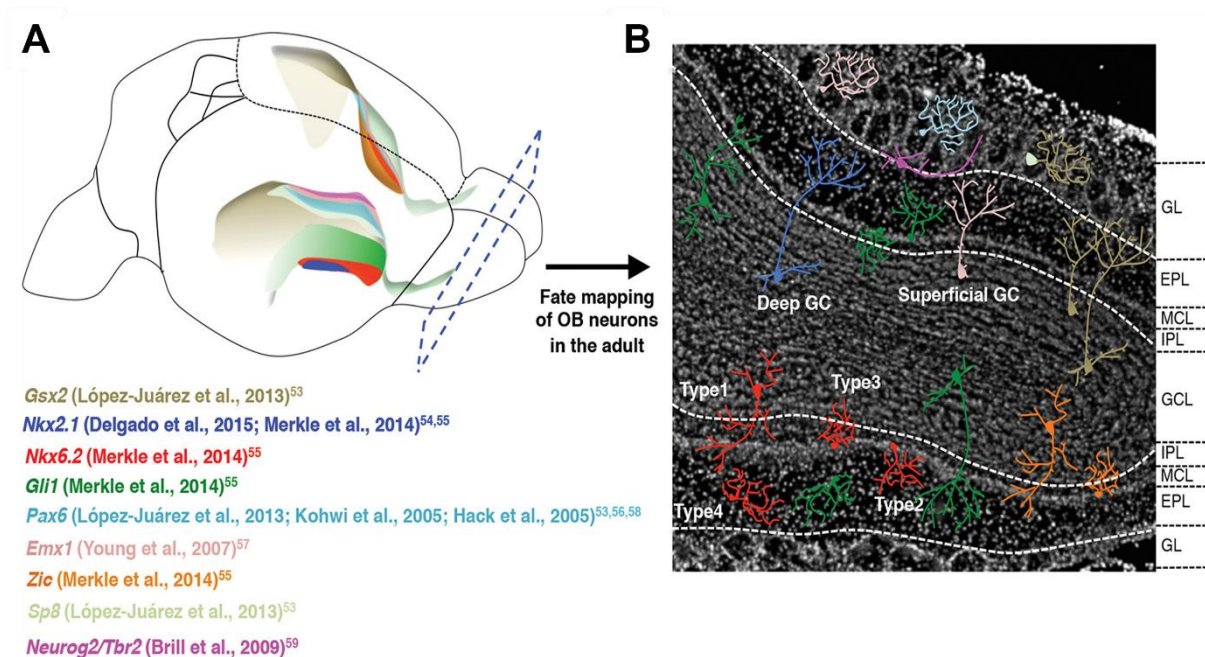 A
B
Fate mapping
of OB neurons
in the adult
Gsx2 (López-Juárez et al., 2013)53
Nkx2.1 (Delgado et al., 2015; Merkle et al., 2014)54,55
Nkx6.2 (Merkle et al., 2014)55
Gli1 (Merkle et al., 2014)55
Pax6 (López-Juárez et al., 2013; Kohwi et al., 2005; Hack et al., 2005)53,56,58
Emx1 (Young et al., 2007)57
Zic (Merkle et al., 2014)55
Sp8 (López-Juárez et al., 2013)53
Neurog2/Tbr2 (Brill et al., 2009)59
Deep GC
Superficial GC
Type1
Type3
Type2
Type4
GL
EPL
MCL
IPL
GCL
IPL
MCL
EPL
GL